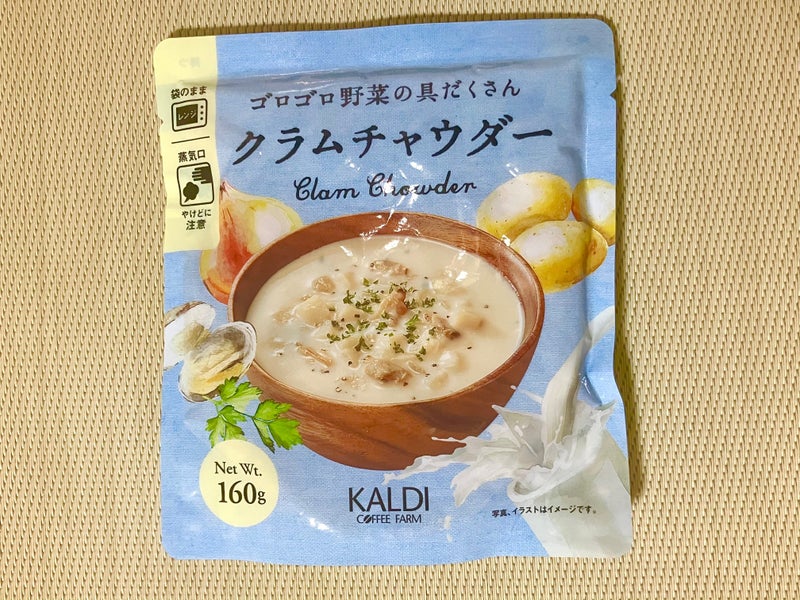 袋のまま
レンジ
蒸気口
やけどに
注意
ゴロゴロ野菜の具だくさん
クラムチャウダー
Clam Chowder
Net Wt.
160g
KALDI
COFFEE FARM
写真、イラストはイメージです。